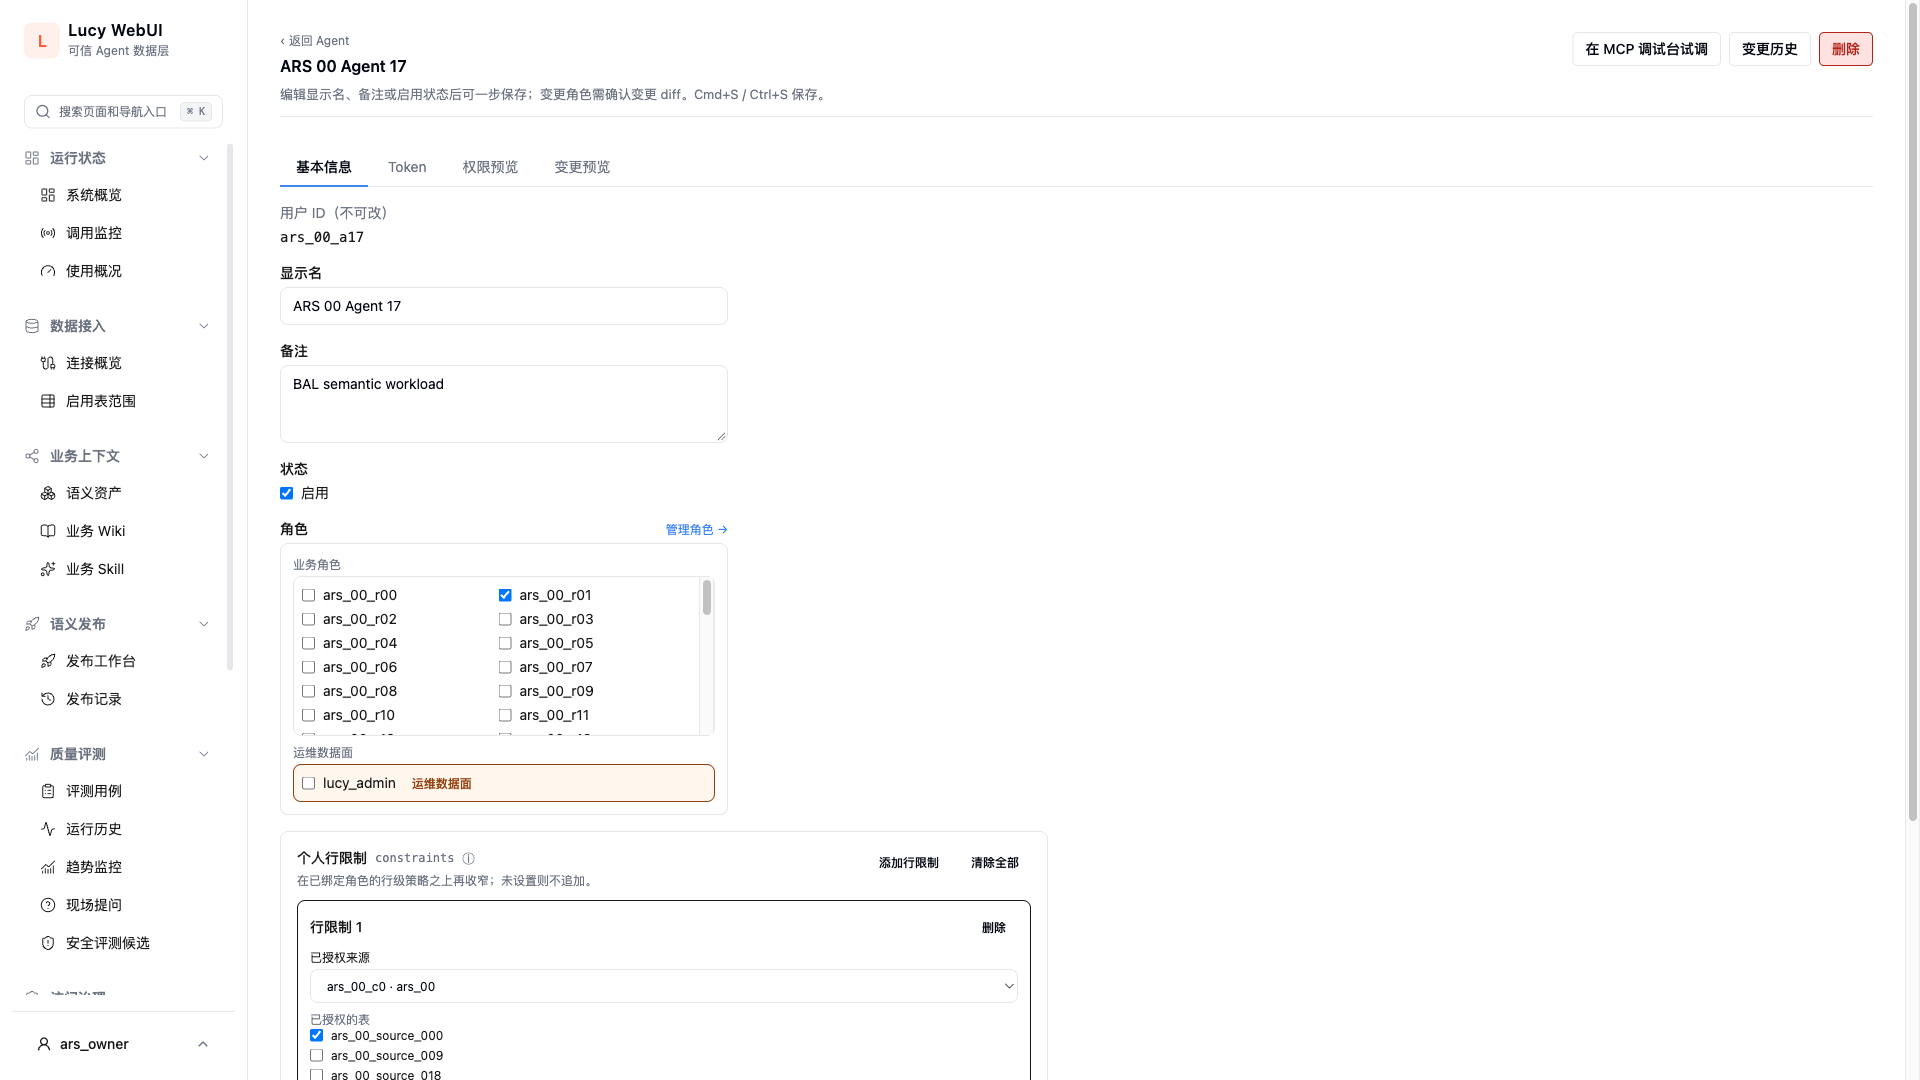 L
Lucy WebUI
可信 Agent 数据层
搜索页面和导航入口 ⌘ K
运行状态
系统概览
调用监控
使用概况
数据接入
连接概览
启用表范围
业务上下文
语义资产
业务 Wiki
业务 Skill
语义发布
发布工作台
发布记录
质量评测
评测用例
运行历史
趋势监控
现场提问
安全评测候选
ars_owner
‹ 返回 Agent
ARS 00 Agent 17
编辑显示名、备注或启用状态后可一步保存；变更角色需确认变更 diff。Cmd+S / Ctrl+S 保存。
在 MCP 调试台试调
变更历史
删除
基本信息 Token 权限预览 变更预览
用户 ID（不可改）
ars_00_a17
显示名
ARS 00 Agent 17
备注
BAL semantic workload
状态
启用
角色 管理角色 →
业务角色
ars_00_r00 ars_00_r01
ars_00_r02 ars_00_r03
ars_00_r04 ars_00_r05
ars_00_r06 ars_00_r07
ars_00_r08 ars_00_r09
ars_00_r10 ars_00_r11
运维数据面
lucy_admin 运维数据面
个人行限制 constraints
添加行限制 清除全部
在已绑定角色的行级策略之上再收窄；未设置则不追加。
行限制 1 删除
已授权来源
ars_00_c0 · ars_00
已授权的表
ars_00_source_000
ars_00_source_009
ars_00_source_018